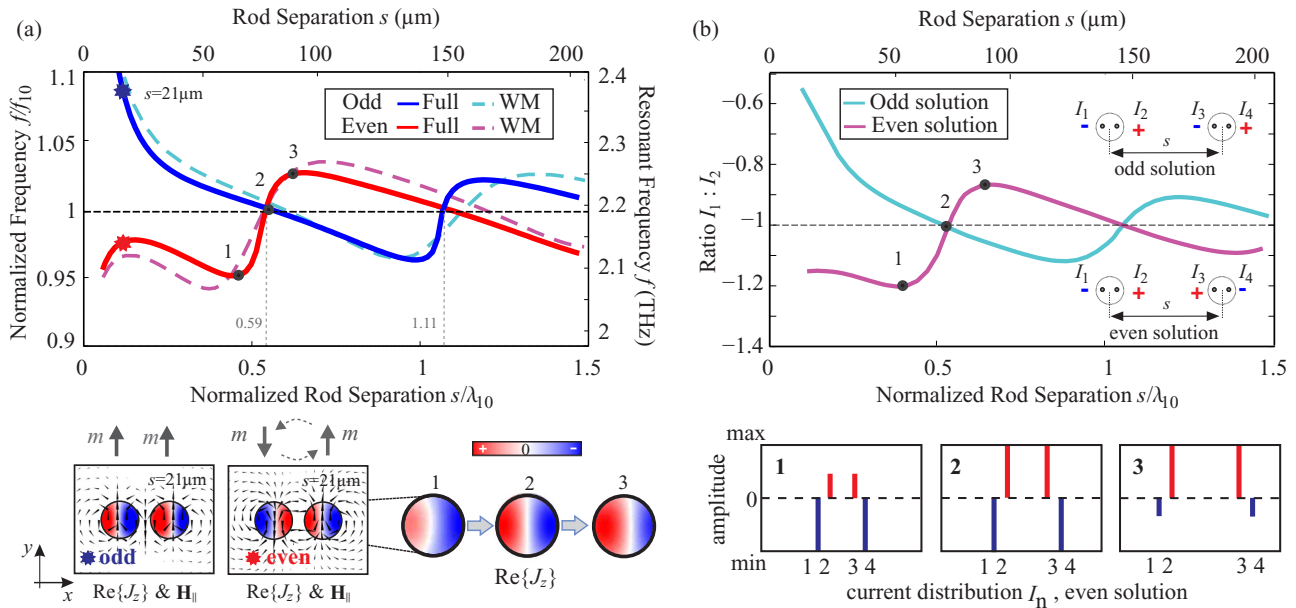 (a)
Rod Separation s (µm)
0 50 100 150 200
Normalized Frequency f/f10
1.1
1.05
1
0.95
0.9
2.4
2.3
2.2
2.1
2
Resonant Frequency f (THz)
s=21µm
Odd Full WM
Even Full WM
1
2
3
0.59
1.11
0 0.5 1 1.5
Normalized Rod Separation s/λ10
m m
m m
s=21µm
s=21µm
odd
even
y
x
Re{Jz} & H∥
Re{Jz} & H∥
+ 0 −
1 2 3
Re{Jz}
(b)
Rod Separation s (µm)
0 50 100 150 200
Ratio I1 : I2
−0.6
−0.8
−1
−1.2
−1.4
Odd solution
Even solution
I1 I2 I3 I4
- + - +
s
odd solution
1
2
3
I1 I2 I3 I4
- + + -
s
even solution
0 0.5 1 1.5
Normalized Rod Separation s/λ10
amplitude
max
0
min
1 2 3
1 2 3 4
1 2 3 4
1 2 3 4
current distribution In , even solution